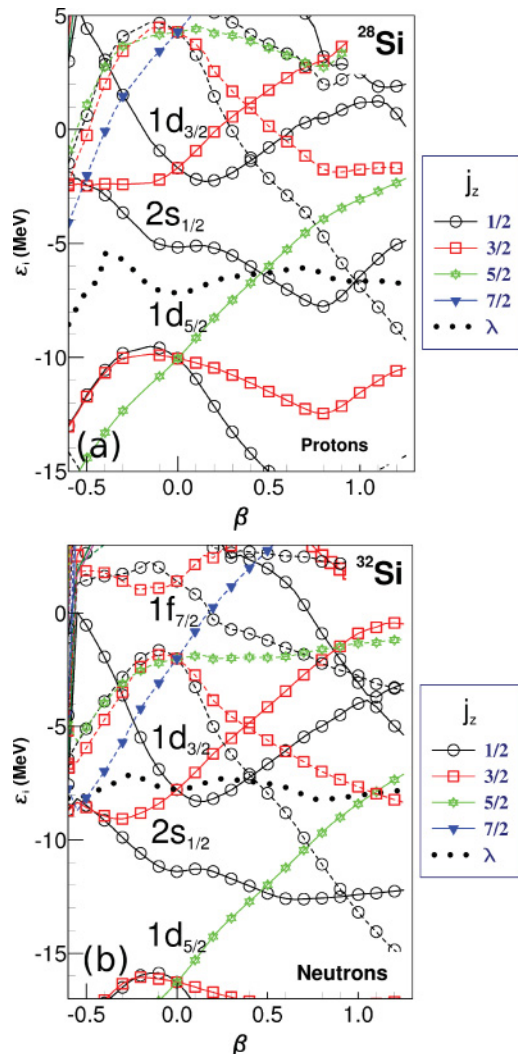 5
0
-5
-10
-15
ε_i (MeV)
28Si
1d3/2
2s1/2
1d5/2
(a)
Protons
-0.5
0.0
0.5
1.0
β
j_z
1/2
3/2
5/2
7/2
λ
0
-5
-10
-15
ε_i (MeV)
32Si
1f7/2
1d3/2
2s1/2
1d5/2
(b)
Neutrons
-0.5
0.0
0.5
1.0
β
j_z
1/2
3/2
5/2
7/2
λ